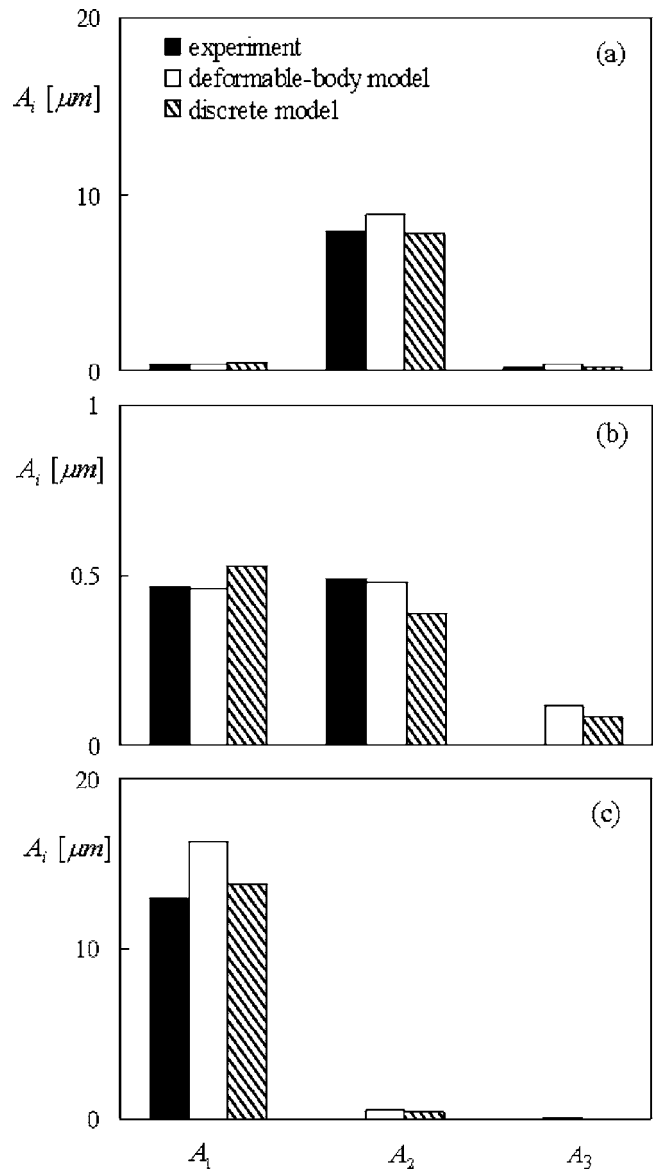 20
experiment
(a)
deformable-body model
A_i [μm]
discrete model
10
0
1
(b)
A_i [μm]
0.5
0
20
(c)
A_i [μm]
10
0
A_1 A_2 A_3